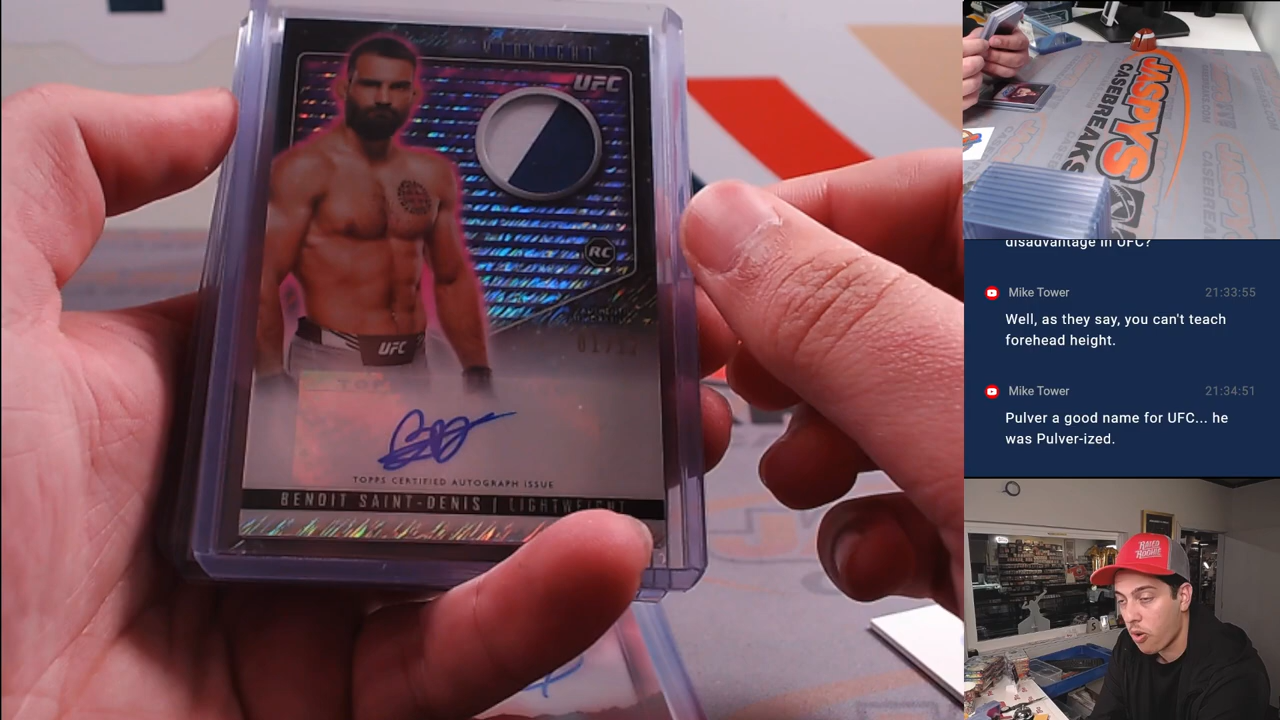 MIDNIGHT
UFC
RC
UFC
TOPPS CERTIFIED AUTOGRAPH ISSUE
BENOIT SAINT-DENIS | LIGHTWEIGHT
JASPYS
CASEBREAKS
disadvantage in UFC?
Mike Tower 21:33:55
Well, as they say, you can't teach
forehead height.
Mike Tower 21:34:51
Pulver a good name for UFC... he
was Pulver-ized.